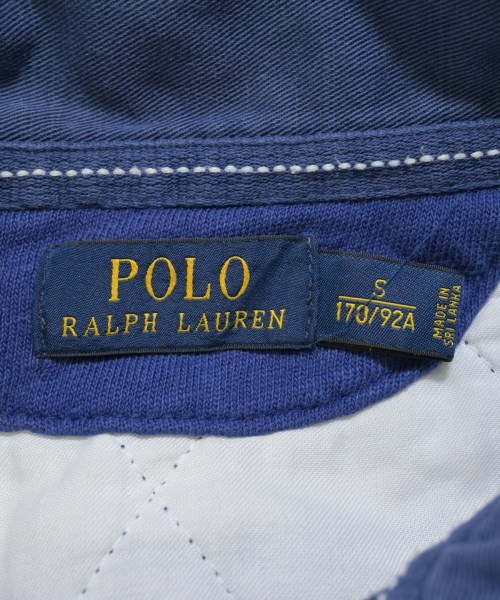 POLO
RALPH LAUREN
S
170/92A
MADE IN
SRI LANKA